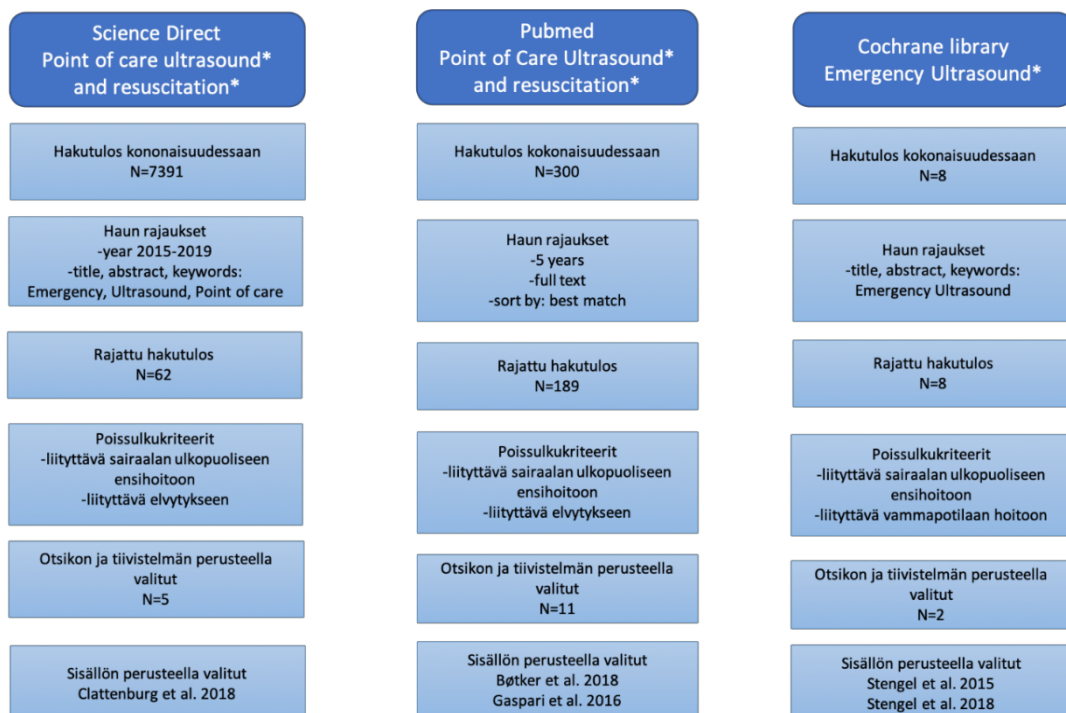 Science Direct
Point of care ultrasound*
and resuscitation*
Hakutulos kononaisuudessaan
N=7391
Haun rajaukset
-year 2015-2019
-title, abstract, keywords:
Emergency, Ultrasound, Point of care
Rajattu hakutulos
N=62
Poissulkukriteerit
-liityttävä sairaalan ulkopuoliseen
ensihoitoon
-liityttävä elvytykseen
Otsikon ja tiivistelmän perusteella
valitut
N=5
Sisällön perusteella valitut
Clattenburg et al. 2018
Pubmed
Point of Care Ultrasound*
and resuscitation*
Hakutulos kokonaisuudessaan
N=300
Haun rajaukset
-5 years
-full text
-sort by: best match
Rajattu hakutulos
N=189
Poissulkukriteerit
-liityttävä sairaalan ulkopuoliseen
ensihoitoon
-liityttävä elvytykseen
Otsikon ja tiivistelmän perusteella
valitut
N=11
Sisällön perusteella valitut
Bøtker et al. 2018
Gaspari et al. 2016
Cochrane library
Emergency Ultrasound*
Hakutulos kokonaisuudessaan
N=8
Haun rajaukset
-title, abstract, keywords:
Emergency Ultrasound
Rajattu hakutulos
N=8
Poissulkukriteerit
-liityttävä sairaalan ulkopuoliseen
ensihoitoon
-liityttävä vammapotilaan hoitoon
Otsikon ja tiivistelmän perusteella
valitut
N=2
Sisällön perusteella valitut
Stengel et al. 2015
Stengel et al. 2018